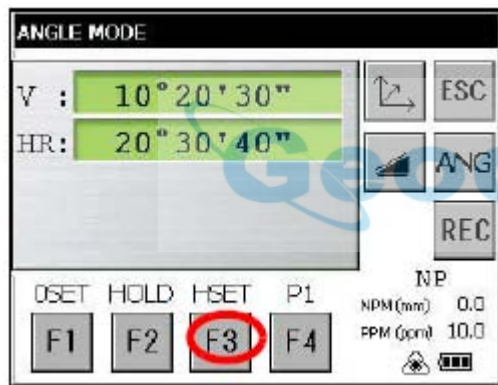 ANGLE MODE
V : 10°20'30"
HR: 20°30'40"
ESC
ANG
REC
0SET HOLD HSET P1
F1 F2 F3 F4
NP
NPM(mm) 0.0
PPM (ppm) 10.0
Geo